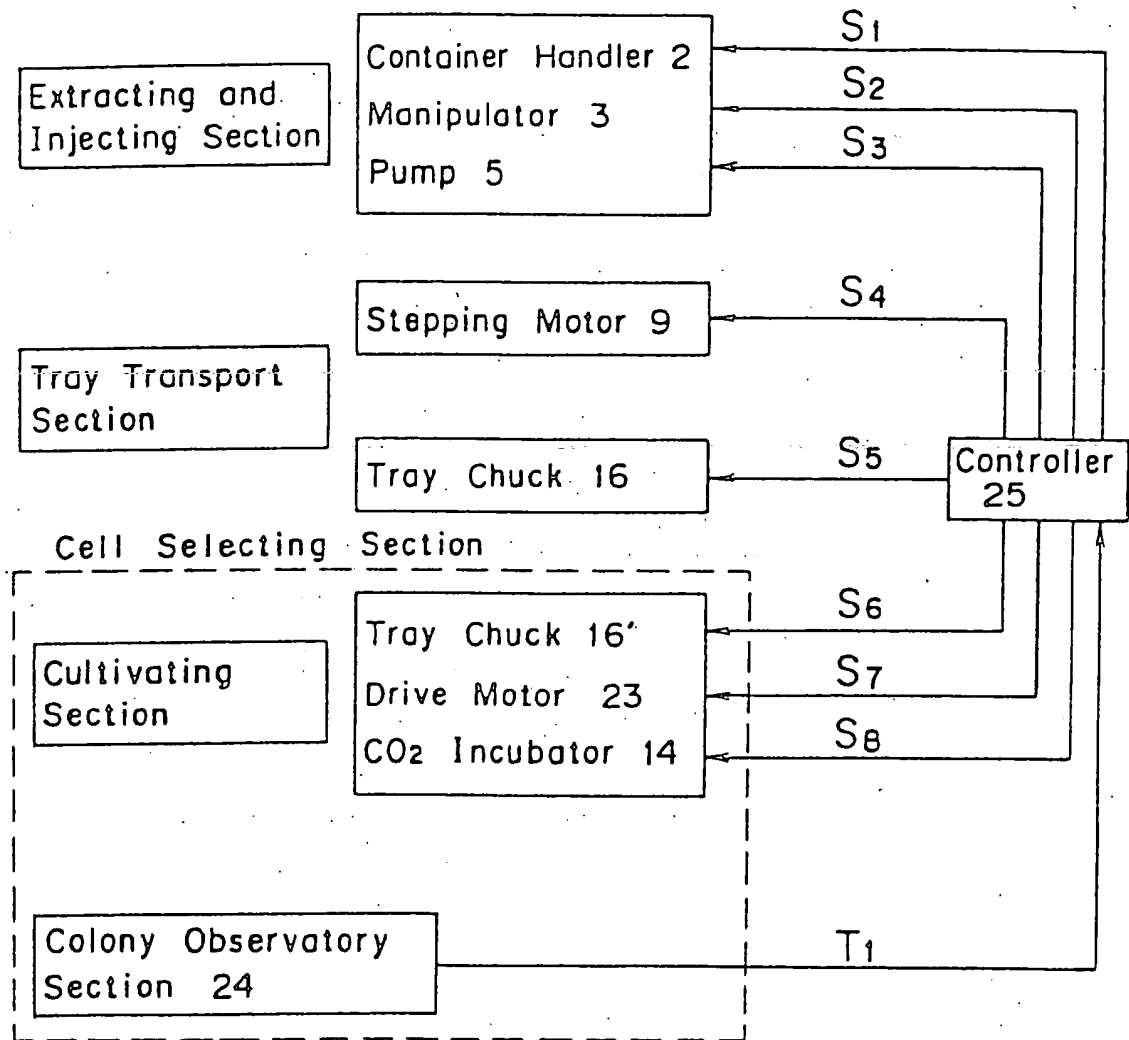 Extracting and
Injecting Section
Container Handler 2
Manipulator 3
Pump 5
S1
S2
S3
Stepping Motor 9
S4
Tray Transport
Section
Tray Chuck 16
S5
Controller
25
Cell Selecting Section
Cultivating
Section
Tray Chuck 16'
Drive Motor 23
CO2 Incubator 14
S6
S7
S8
Colony Observatory
Section 24
T1